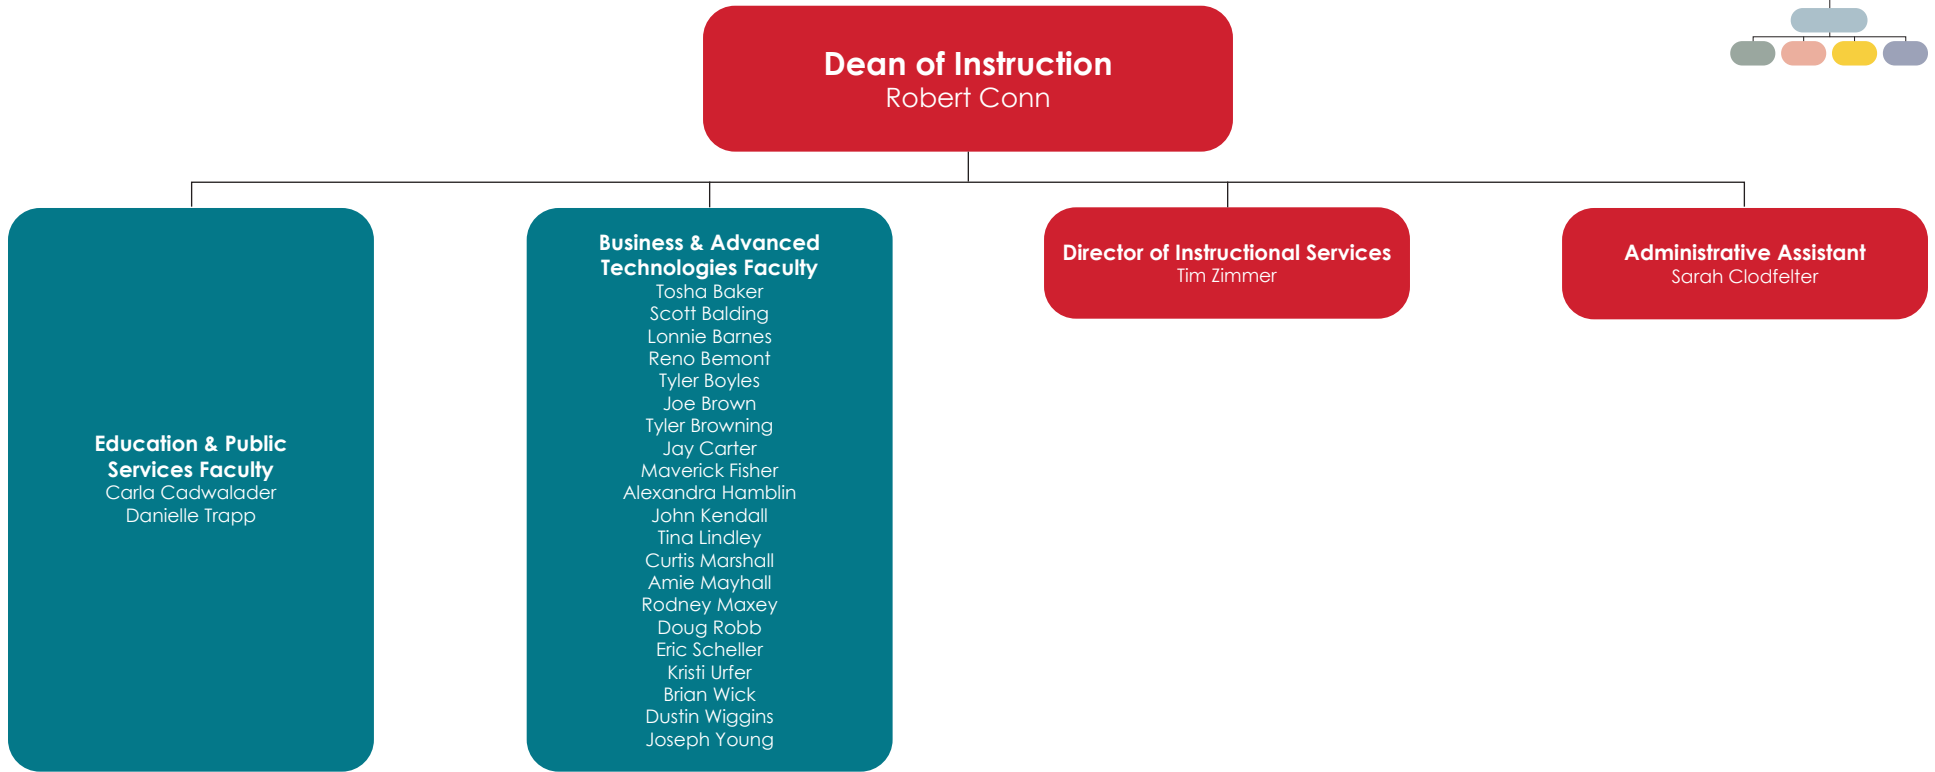 Dean of Instruction
Robert Conn
Education & Public
Services Faculty
Carla Cadwalader
Danielle Trapp
Business & Advanced
Technologies Faculty
Tosha Baker
Scott Balding
Lonnie Barnes
Reno Bemont
Tyler Boyles
Joe Brown
Tyler Browning
Jay Carter
Maverick Fisher
Alexandra Hamblin
John Kendall
Tina Lindley
Curtis Marshall
Amie Mayhall
Rodney Maxey
Doug Robb
Eric Scheller
Kristi Urfer
Brian Wick
Dustin Wiggins
Joseph Young
Director of Instructional Services
Tim Zimmer
Administrative Assistant
Sarah Clodfelter